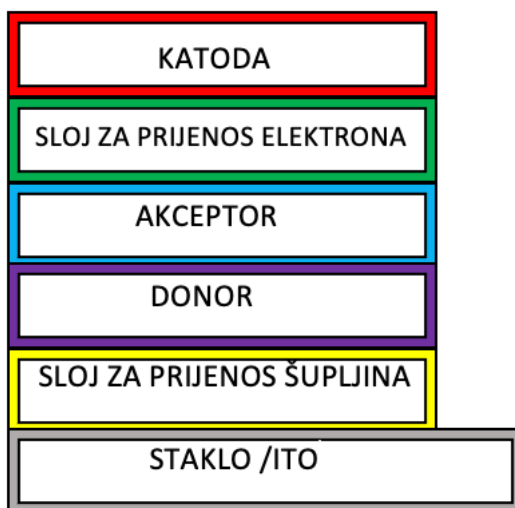 KATODA
SLOJ ZA PRIJENOS ELEKTRONA
AKCEPTOR
DONOR
SLOJ ZA PRIJENOS ŠUPLJINA
STAKLO /ITO